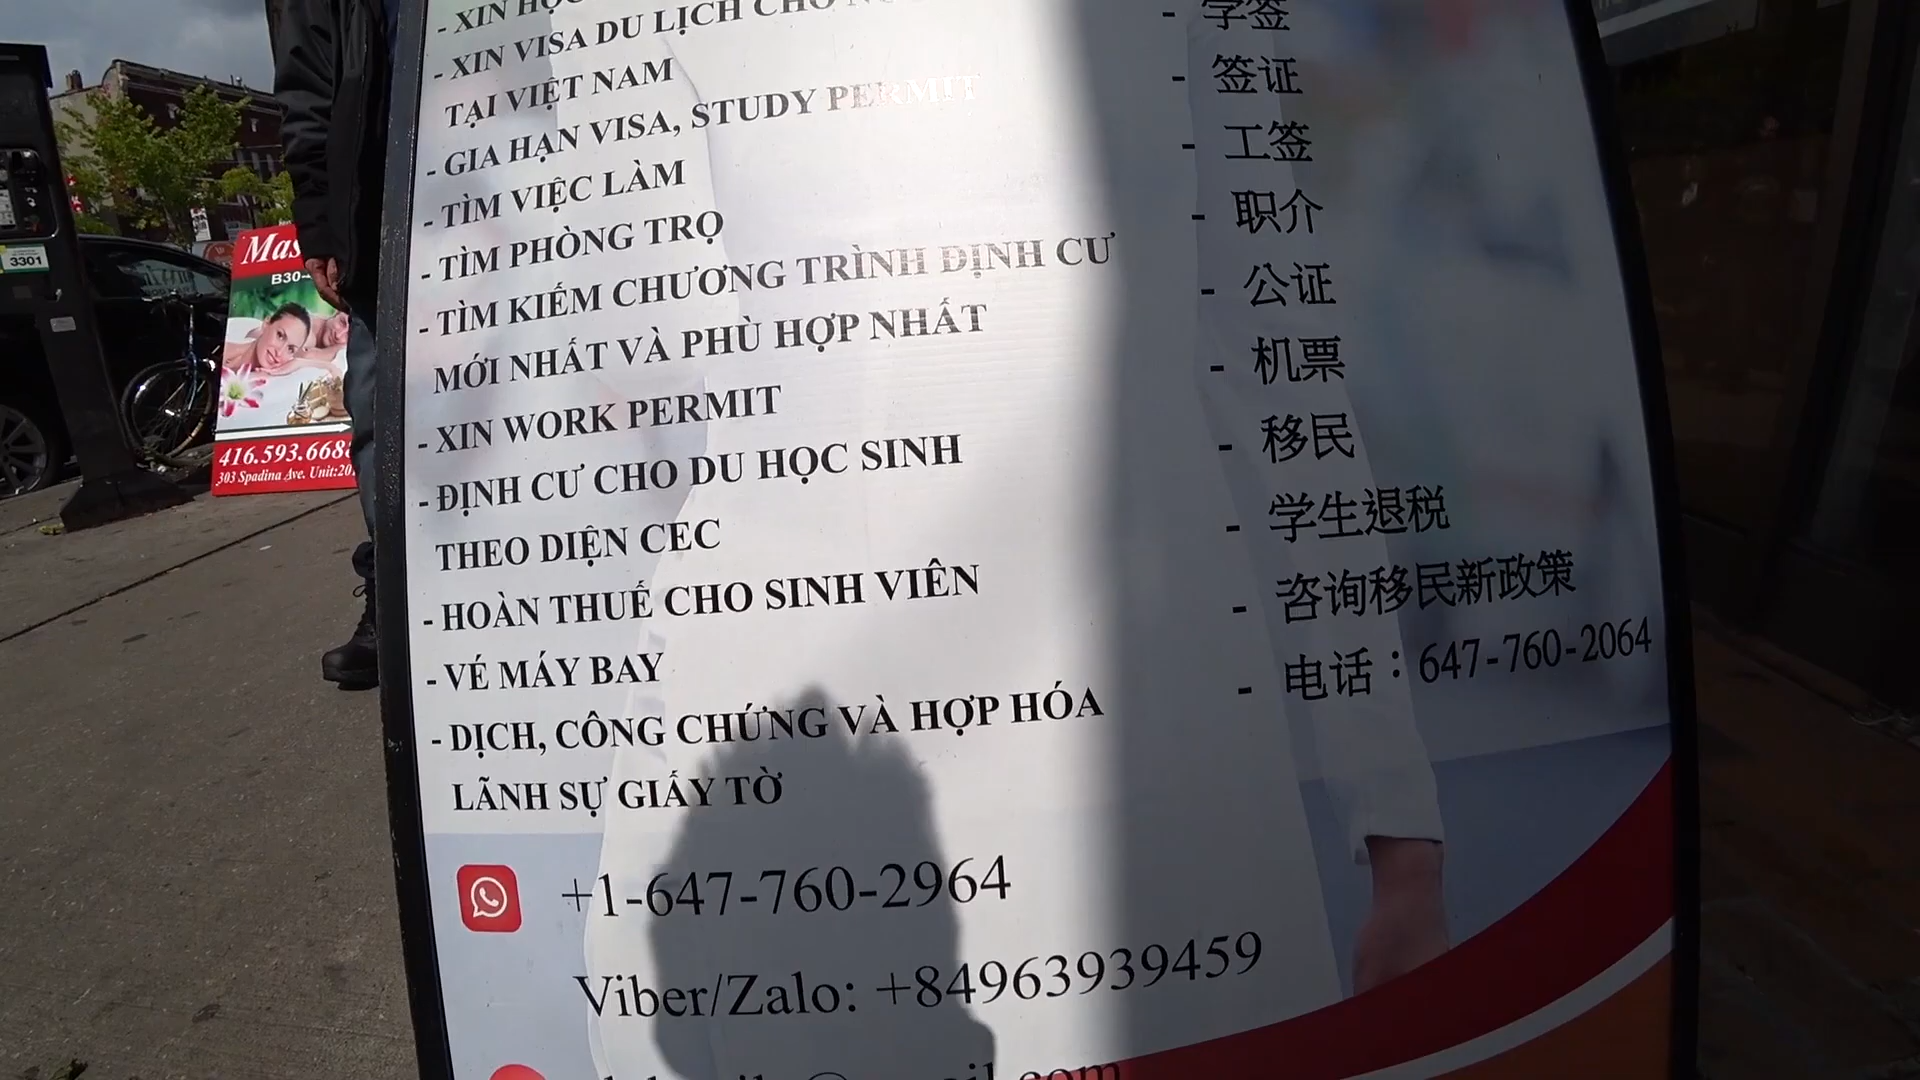 - XIN
- XIN VISA DU LỊCH CHO
TẠI VIỆT NAM
- GIA HẠN VISA, STUDY PERMIT
- TÌM VIỆC LÀM
- TÌM PHÒNG TRỌ
- TÌM KIẾM CHƯƠNG TRÌNH ĐỊNH CƯ
MỚI NHẤT VÀ PHÙ HỢP NHẤT
- XIN WORK PERMIT
- ĐỊNH CƯ CHO DU HỌC SINH
THEO DIỆN CEC
- HOÀN THUẾ CHO SINH VIÊN
- VÉ MÁY BAY
- DỊCH, CÔNG CHỨNG VÀ HỢP HÓA
LÃNH SỰ GIẤY TỜ
- 学签
- 签证
- 工签
- 职介
- 公证
- 机票
- 移民
- 学生退税
- 咨询移民新政策
- 电话：647-760-2064
+1-647-760-2964
Viber/Zalo: +84963939459
3301
416.593.668
303 Spadina Ave. Unit:20